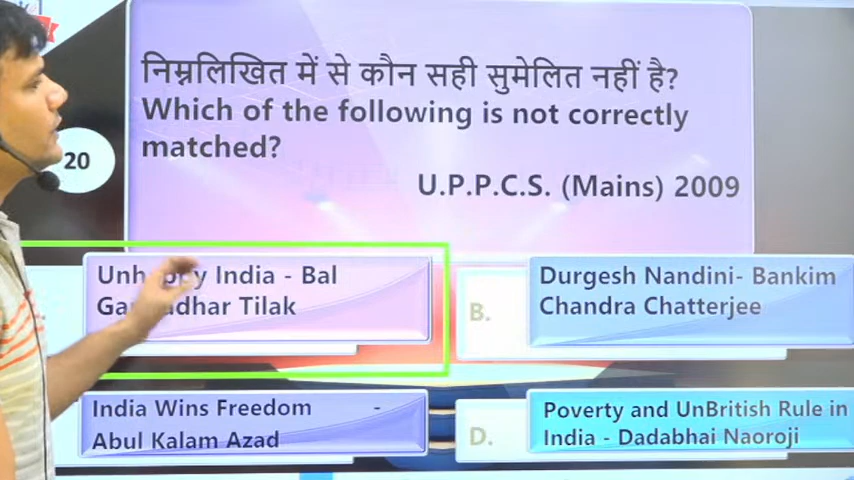 निम्नलिखित में से कौन सही सुमेलित नहीं है?
Which of the following is not correctly
matched?
20
U.P.P.C.S. (Mains) 2009
India - Bal
Tilak
B.
Durgesh Nandini- Bankim
Chandra Chatterjee
India Wins Freedom -
Abul Kalam Azad
D.
Poverty and UnBritish Rule in
India - Dadabhai Naoroji